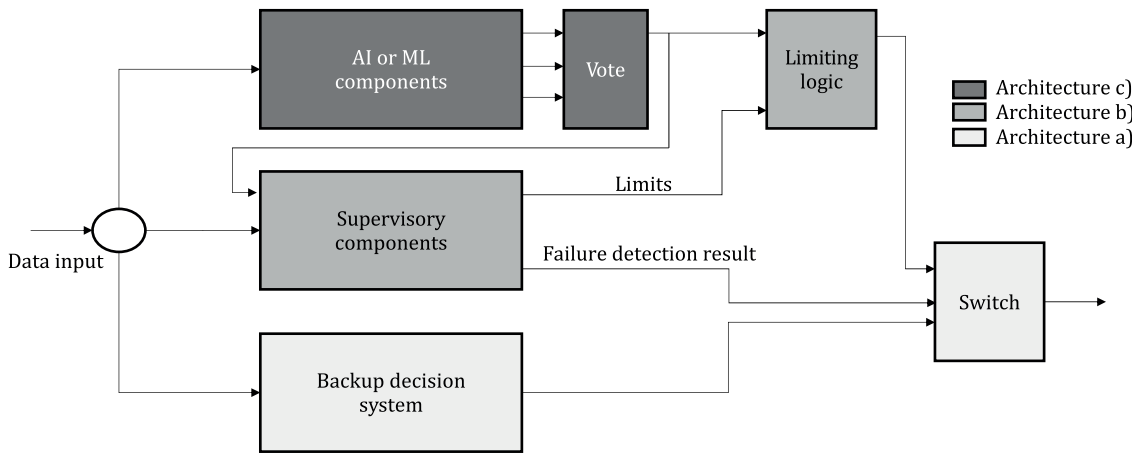 AI or ML
components
Vote
Limiting
logic
Architecture c)
Architecture b)
Architecture a)
Limits
Supervisory
components
Failure detection result
Data input
Switch
Backup decision
system